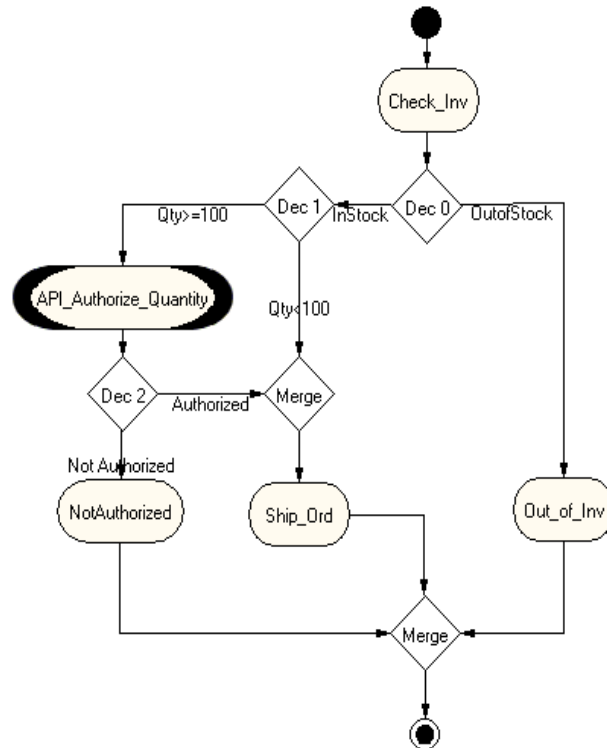 Check_Inv
Dec 1
Dec 0
Qty>=100
InStock
OutofStock
API_Authorize_Quantity
Qty<100
Dec 2
Merge
Authorized
Not Authorized
NotAuthorized
Ship_Ord
Out_of_Inv
Merge